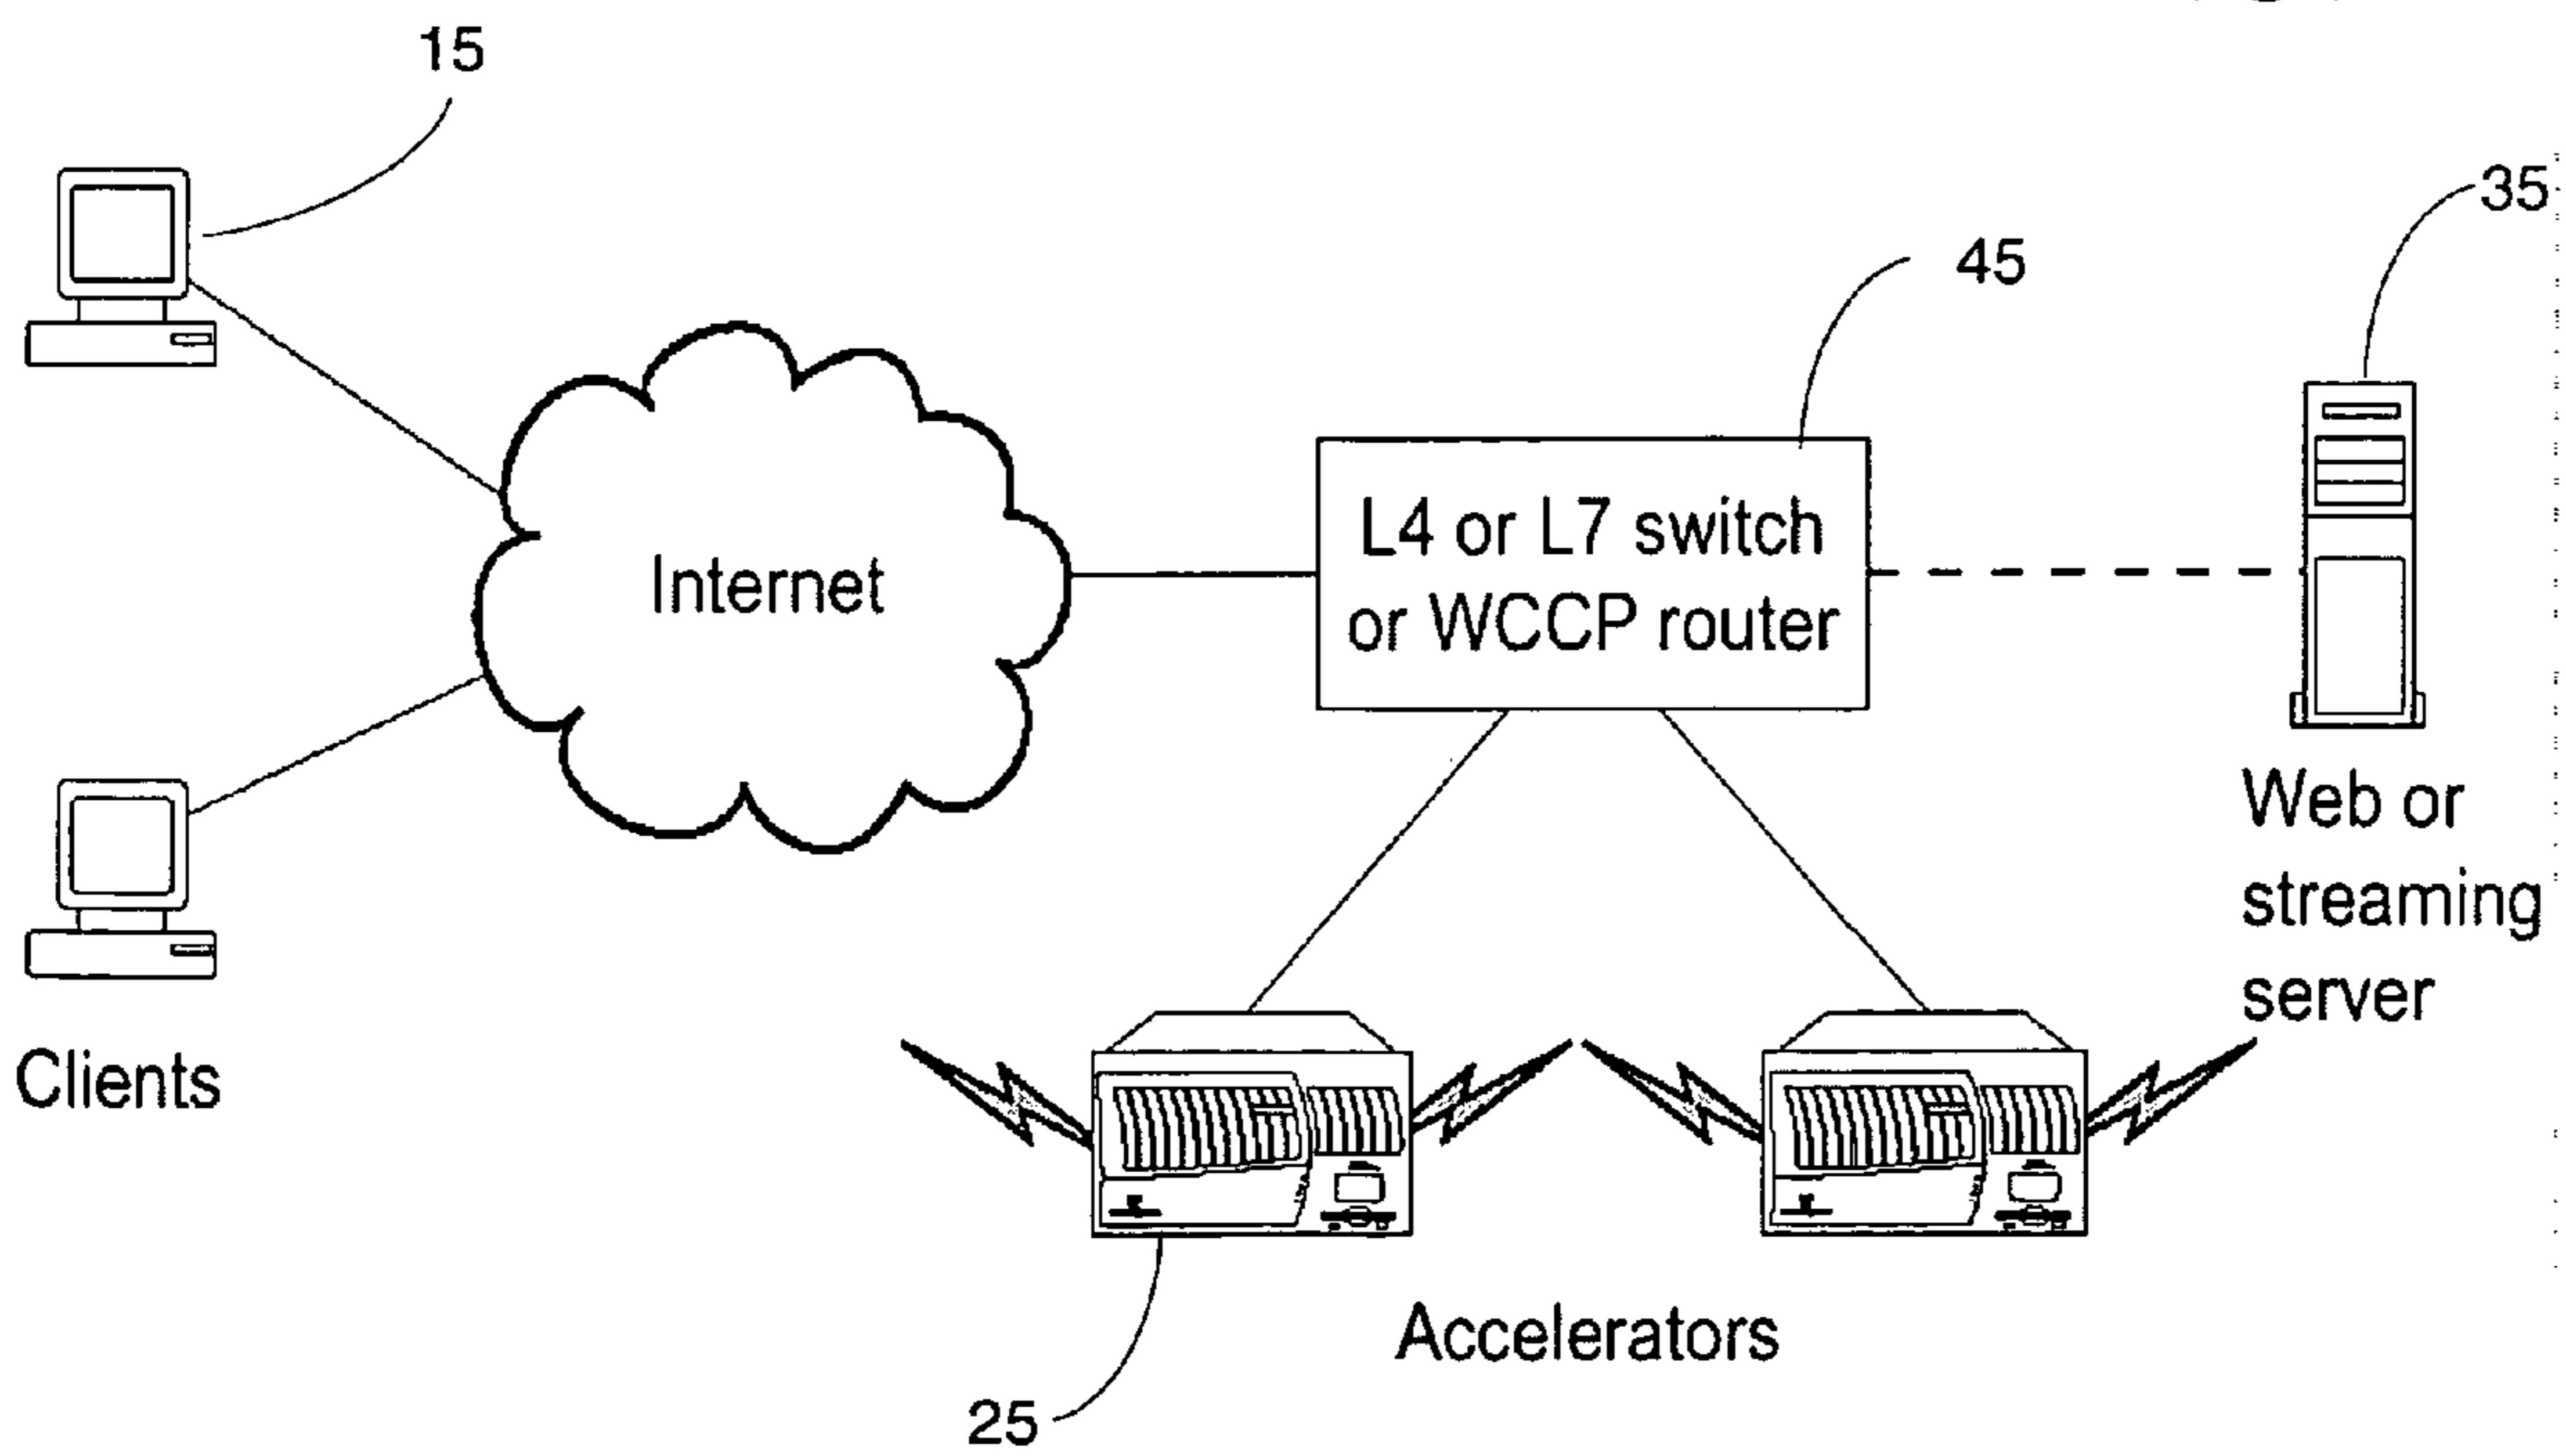 15
35
45
L4 or L7 switch
or WCCP router
Internet
Web or
streaming
server
Clients
Accelerators
25